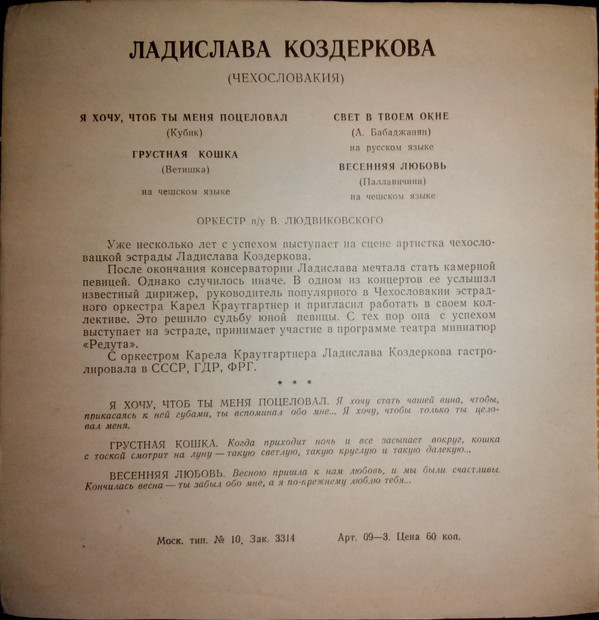 ЛАДИСЛАВА КОЗДЕРКОВА
(ЧЕХОСЛОВАКИЯ)
Я ХОЧУ, ЧТОБ ТЫ МЕНЯ ПОЦЕЛОВАЛ
(Кубик)
ГРУСТНАЯ КОШКА
(Ветишка)
на чешском языке
СВЕТ В ТВОЕМ ОКНЕ
(А. Бабаджанян)
на русском языке
ВЕСЕННЯЯ ЛЮБОВЬ
(Паллавичини)
на чешском языке
ОРКЕСТР п/у В. ЛЮДВИКОВСКОГО
Уже несколько лет с успехом выступает на сцене артистка чехосло-
вацкой эстрады Ладислава Коздеркова.
После окончания консерватории Ладислава мечтала стать камерной
певицей. Однако случилось иначе. В одном из концертов ее услышал
известный дирижер, руководитель популярного в Чехословакии эстрад-
ного оркестра Карел Краутгартнер и пригласил работать в своем кол-
лективе. Это решило судьбу юной певицы. С тех пор она с успехом
выступает на эстраде, принимает участие в программе театра миниатюр
«Редута».
С оркестром Карела Краутгартнера Ладислава Коздеркова гастро-
лировала в СССР, ГДР, ФРГ.
* * *
Я ХОЧУ, ЧТОБ ТЫ МЕНЯ ПОЦЕЛОВАЛ. Я хочу стать чашей вина, чтобы,
прикасаясь к ней губами, ты вспоминал обо мне... Я хочу, чтобы только ты цело-
вал меня.
ГРУСТНАЯ КОШКА. Когда приходит ночь и все засыпает вокруг, кошка
с тоской смотрит на луну — такую светлую, такую круглую и такую далекую...
ВЕСЕННЯЯ ЛЮБОВЬ. Весною пришла к нам любовь, и мы были счастливы.
Кончилась весна — ты забыл обо мне, а я по-прежнему люблю тебя...
Моск. тип. № 10, Зак. 3314 Арт. 09—3. Цена 60 коп.